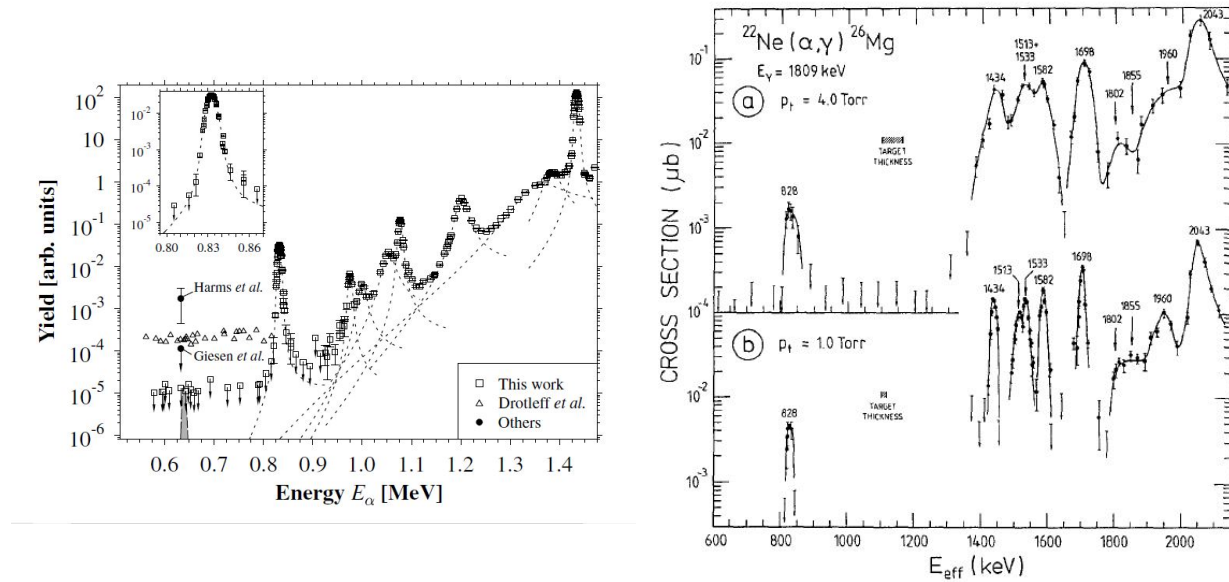 10²
10
1
10⁻¹
10⁻²
10⁻³
10⁻⁴
10⁻⁵
10⁻⁶
Yield [arb. units]
10⁻¹
10⁻²
10⁻³
10⁻⁴
10⁻⁵
0.80 0.83 0.86
Harms et al.
Giesen et al.
This work
Drotleff et al.
Others
0.6 0.7 0.8 0.9 1.0 1.1 1.2 1.3 1.4
Energy Eα [MeV]
²²Ne(α,γ)²⁶Mg
Eγ = 1809 keV
a pt = 4.0 Torr
TARGET
THICKNESS
828
1434
1513+
1533
1582
1698
1802
1855
1960
2043
b pt = 1.0 Torr
TARGET
THICKNESS
828
1434
1513
1533
1582
1698
1802
1855
1960
2043
CROSS SECTION (μb)
10⁻¹
10⁻²
10⁻³
10⁻¹
10⁻²
10⁻³
600 800 1000 1400 1600 1800 2000
Eeff (keV)